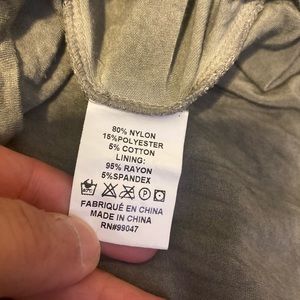 80% NYLON
15%POLYESTER
5% COTTON
LINING:
95% RAYON
5%SPANDEX
FABRIQUÉ EN CHINA
MADE IN CHINA
RN#99047